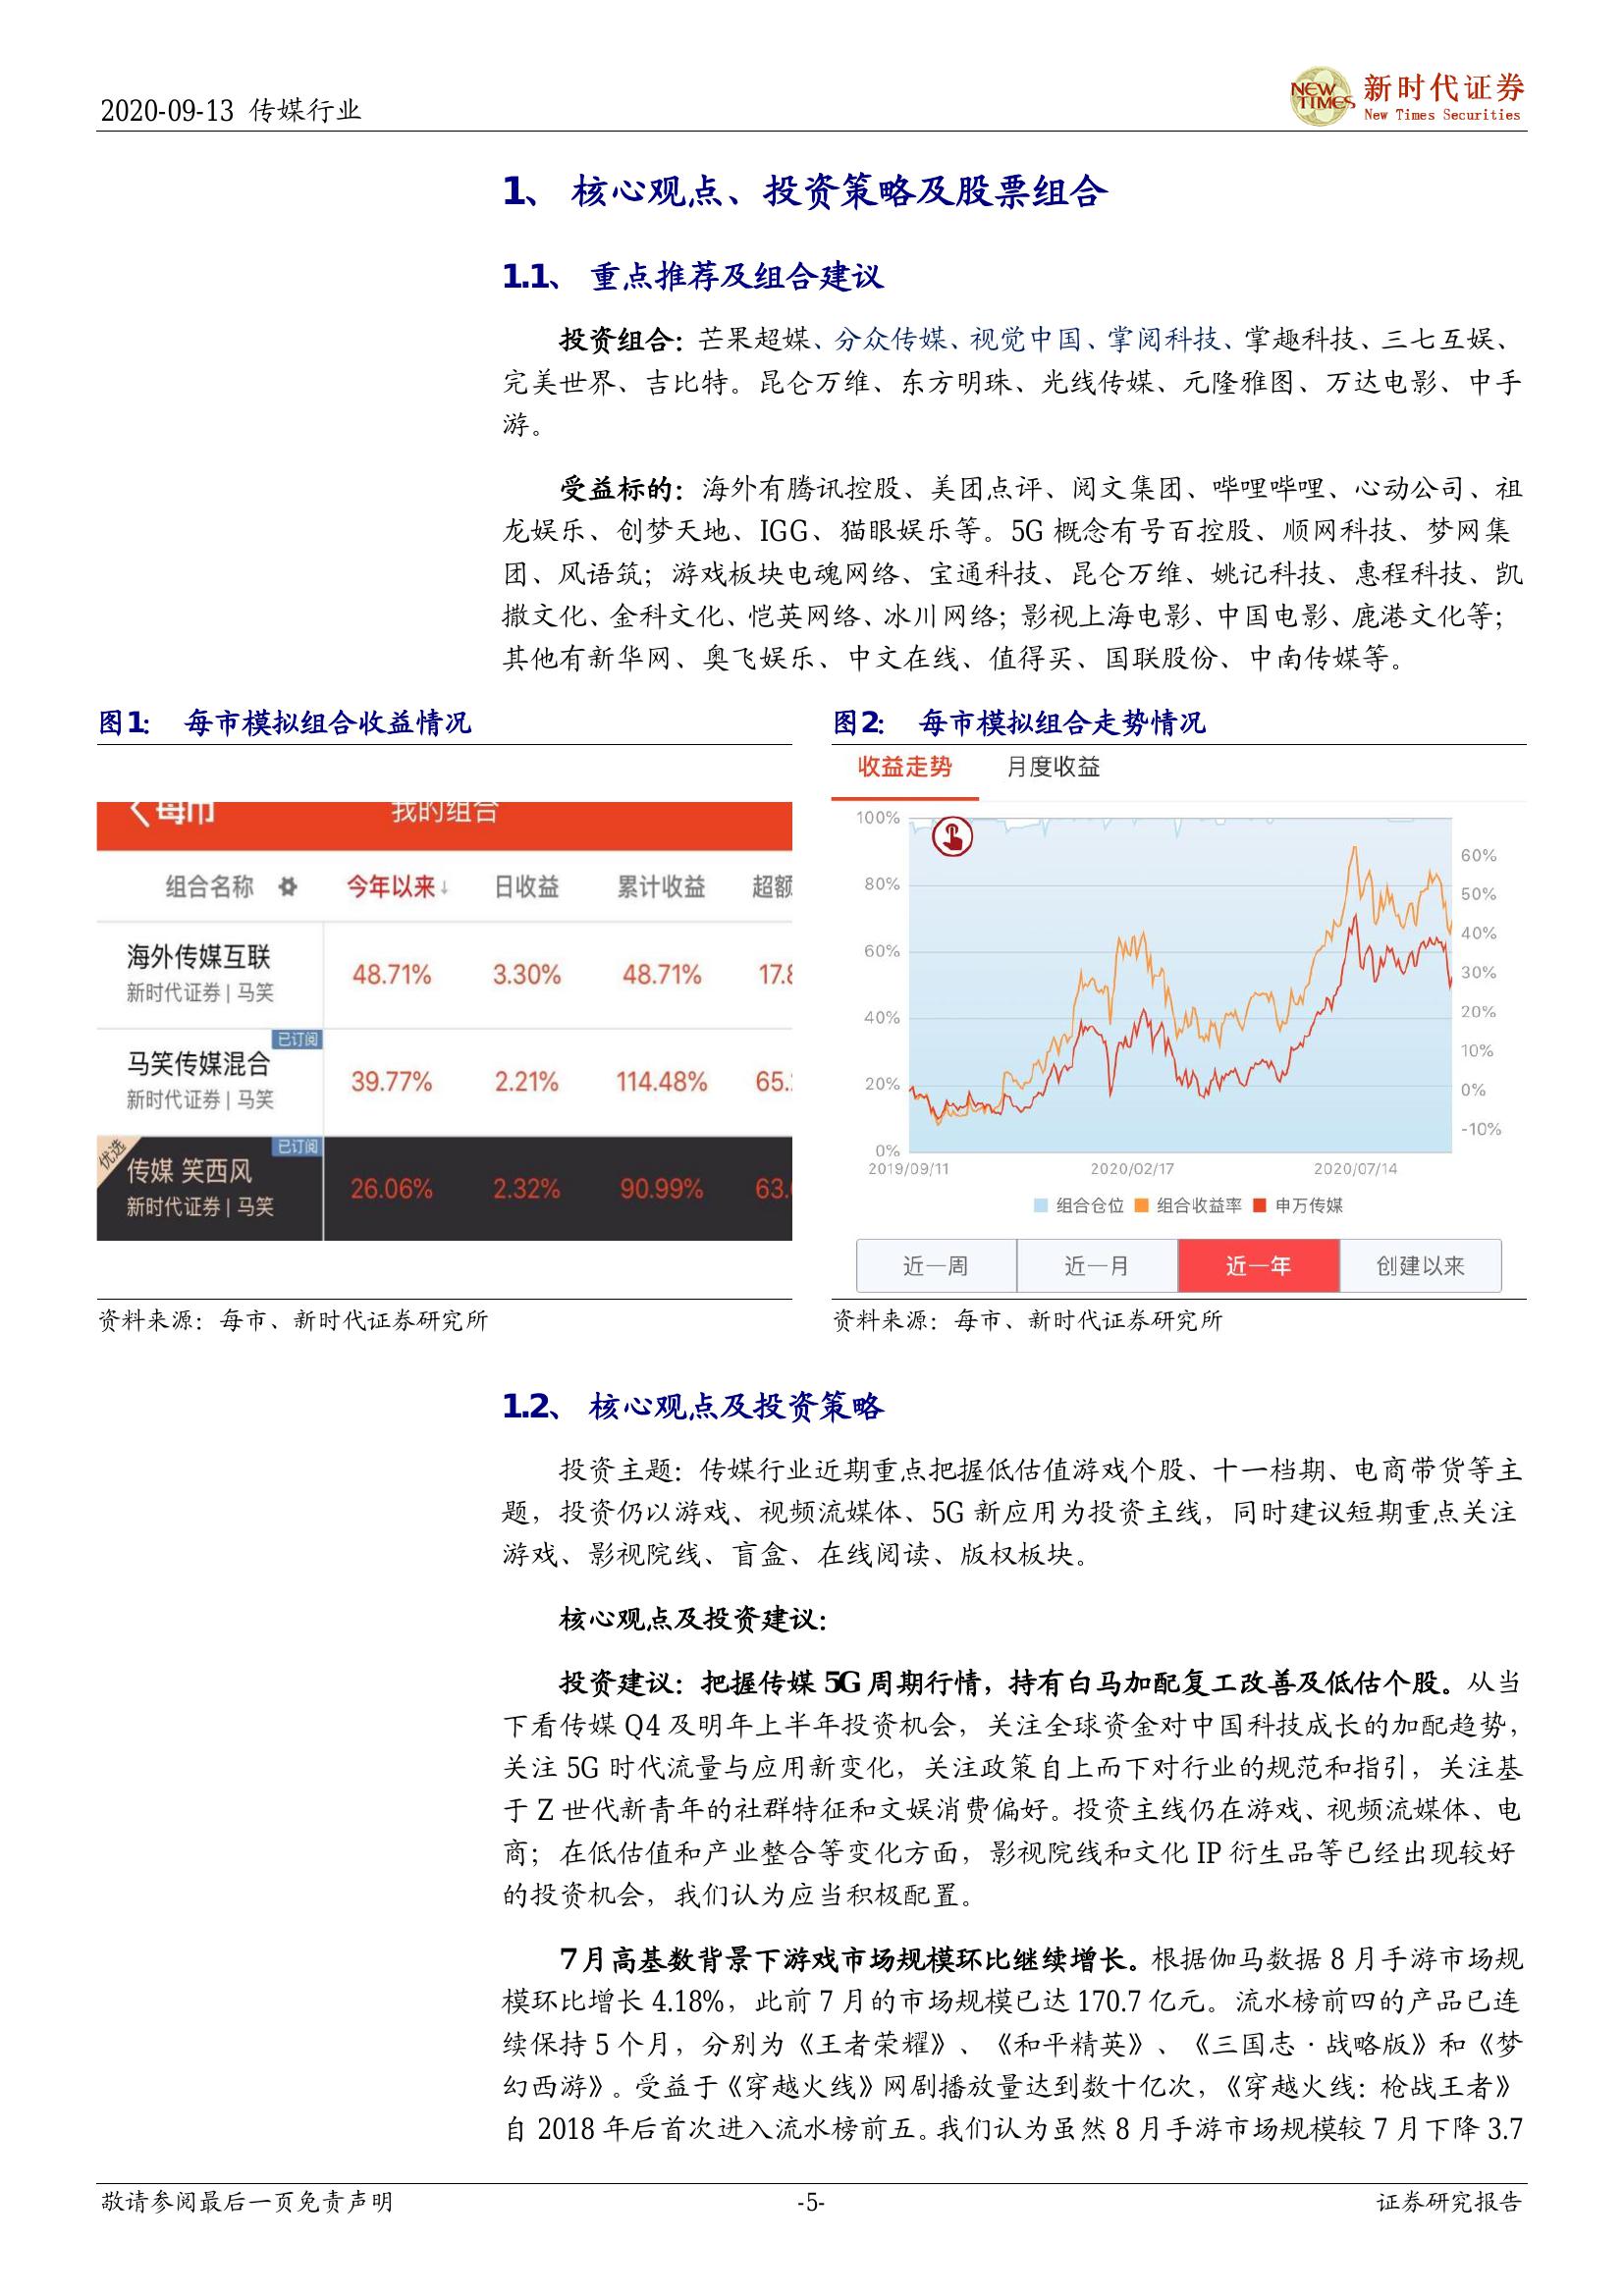 2020-09-13 传媒行业
NEW TIMES 新时代证券
New Times Securities
1、 核心观点、投资策略及股票组合
1.1、 重点推荐及组合建议
投资组合：芒果超媒、分众传媒、视觉中国、掌阅科技、掌趣科技、三七互娱、
完美世界、吉比特。昆仑万维、东方明珠、光线传媒、元隆雅图、万达电影、中手
游。
受益标的：海外有腾讯控股、美团点评、阅文集团、哔哩哔哩、心动公司、祖
龙娱乐、创梦天地、IGG、猫眼娱乐等。5G 概念有号百控股、顺网科技、梦网集
团、风语筑；游戏板块电魂网络、宝通科技、昆仑万维、姚记科技、惠程科技、凯
撒文化、金科文化、恺英网络、冰川网络；影视上海电影、中国电影、鹿港文化等；
其他有新华网、奥飞娱乐、中文在线、值得买、国联股份、中南传媒等。
图1： 每市模拟组合收益情况
每市 我的组合
组合名称 今年以来↓ 日收益 累计收益 超额
海外传媒互联 48.71% 3.30% 48.71% 17.8
新时代证券 | 马笑
已订阅
马笑传媒混合 39.77% 2.21% 114.48% 65.
新时代证券 | 马笑
优选 已订阅
传媒 笑西风 26.06% 2.32% 90.99% 63.
新时代证券 | 马笑
资料来源：每市、新时代证券研究所
图2： 每市模拟组合走势情况
收益走势 月度收益
100%
80%
60%
40%
20%
0%
60%
50%
40%
30%
20%
10%
0%
-10%
2019/09/11 2020/02/17 2020/07/14
组合仓位 组合收益率 申万传媒
近一周 近一月 近一年 创建以来
资料来源：每市、新时代证券研究所
1.2、 核心观点及投资策略
投资主题：传媒行业近期重点把握低估值游戏个股、十一档期、电商带货等主
题，投资仍以游戏、视频流媒体、5G 新应用为投资主线，同时建议短期重点关注
游戏、影视院线、盲盒、在线阅读、版权板块。
核心观点及投资建议：
投资建议：把握传媒 5G 周期行情，持有白马加配复工改善及低估个股。从当
下看传媒 Q4 及明年上半年投资机会，关注全球资金对中国科技成长的加配趋势，
关注 5G 时代流量与应用新变化，关注政策自上而下对行业的规范和指引，关注基
于 Z 世代新青年的社群特征和文娱消费偏好。投资主线仍在游戏、视频流媒体、电
商；在低估值和产业整合等变化方面，影视院线和文化 IP 衍生品等已经出现较好
的投资机会，我们认为应当积极配置。
7 月高基数背景下游戏市场规模环比继续增长。根据伽马数据 8 月手游市场规
模环比增长 4.18%，此前 7 月的市场规模已达 170.7 亿元。流水榜前四的产品已连
续保持 5 个月，分别为《王者荣耀》、《和平精英》、《三国志·战略版》和《梦
幻西游》。受益于《穿越火线》网剧播放量达到数十亿次，《穿越火线：枪战王者》
自 2018 年后首次进入流水榜前五。我们认为虽然 8 月手游市场规模较 7 月下降 3.7
敬请参阅最后一页免责声明 -5- 证券研究报告